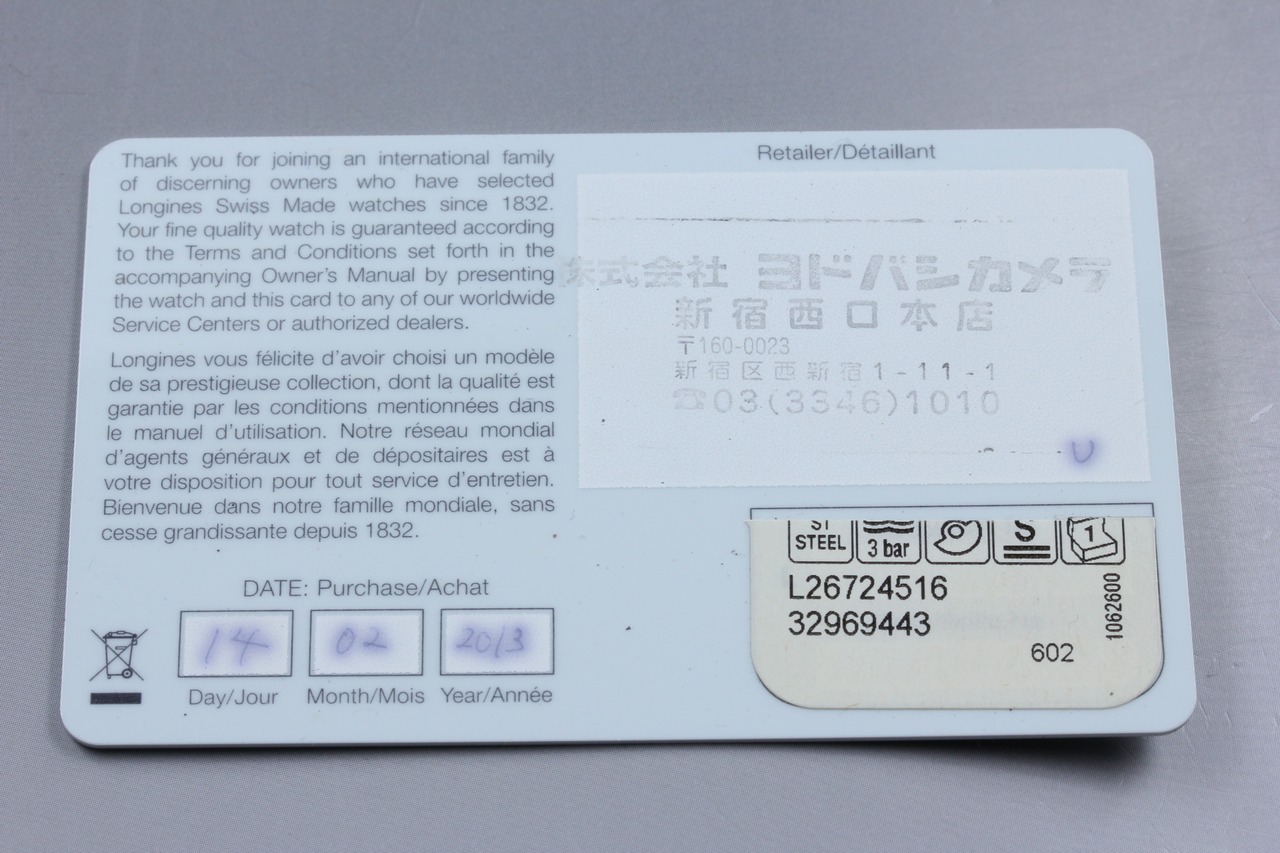 Thank you for joining an international family
of discerning owners who have selected
Longines Swiss Made watches since 1832.
Your fine quality watch is guaranteed according
to the Terms and Conditions set forth in the
accompanying Owner's Manual by presenting
the watch and this card to any of our worldwide
Service Centers or authorized dealers.
Longines vous félicite d'avoir choisi un modèle
de sa prestigieuse collection, dont la qualité est
garantie par les conditions mentionnées dans
le manuel d'utilisation. Notre réseau mondial
d'agents généraux et de dépositaires est à
votre disposition pour tout service d'entretien.
Bienvenue dans notre famille mondiale, sans
cesse grandissante depuis 1832.
DATE: Purchase/Achat
14 02 2013
Day/Jour Month/Mois Year/Année
Retailer/Détaillant
株式会社 ヨドバシカメラ
新宿西口本店
〒160-0023
新宿区西新宿1-11-1
☎03(3346)1010
U
ST S 1
STEEL 3 bar
L26724516
32969443
602
1062600